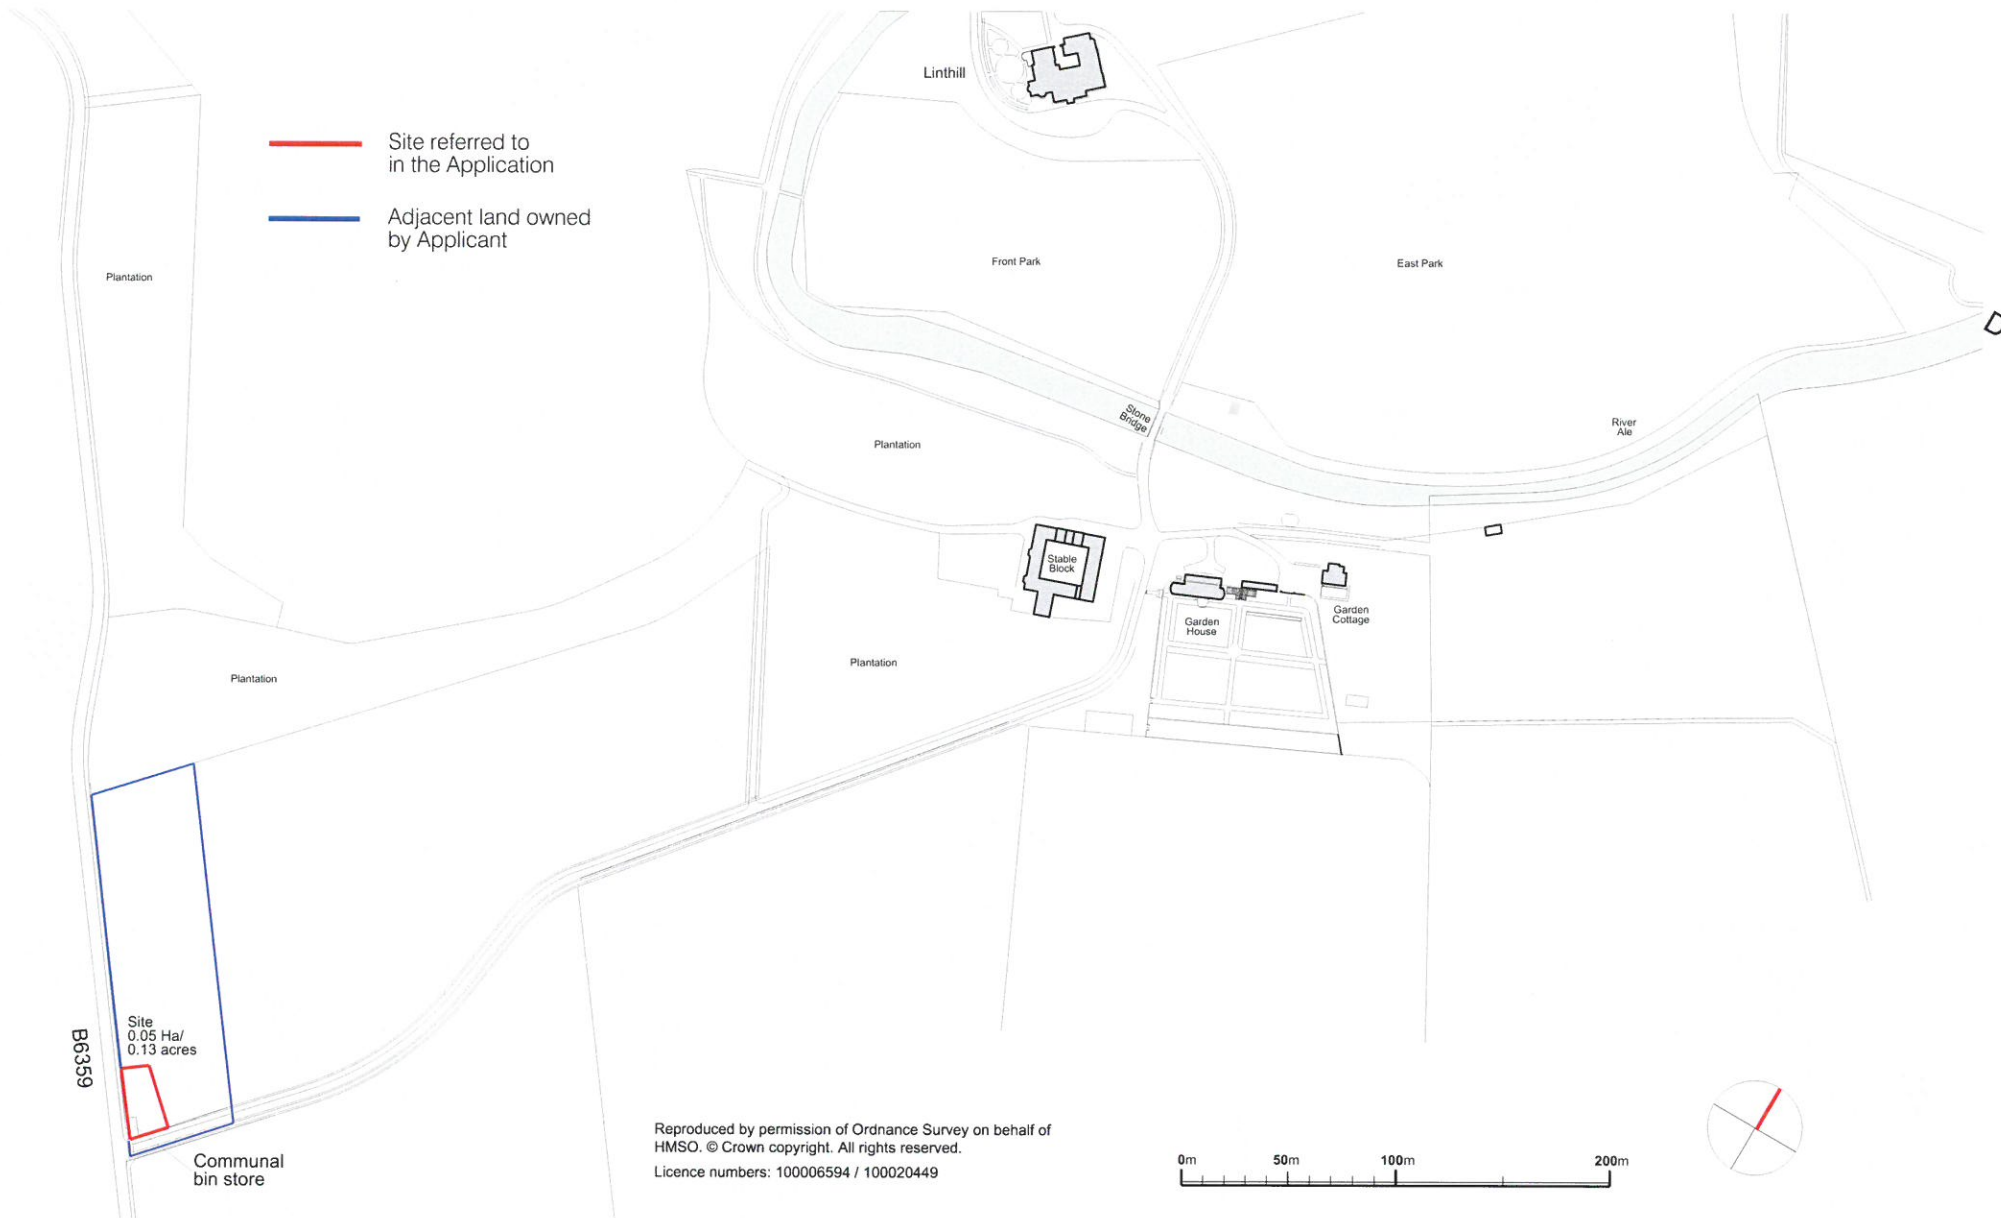 Linthill
Site referred to
in the Application
Adjacent land owned
by Applicant
Plantation
Front Park
East Park
D
Stone
Bridge
River
Ale
Plantation
Stable
Block
Garden
House
Garden
Cottage
Plantation
Plantation
Site
0.05 Ha/
0.13 acres
B6359
Communal
bin store
Reproduced by permission of Ordnance Survey on behalf of
HMSO. © Crown copyright. All rights reserved.
Licence numbers: 100006594 / 100020449
0m 50m 100m 200m